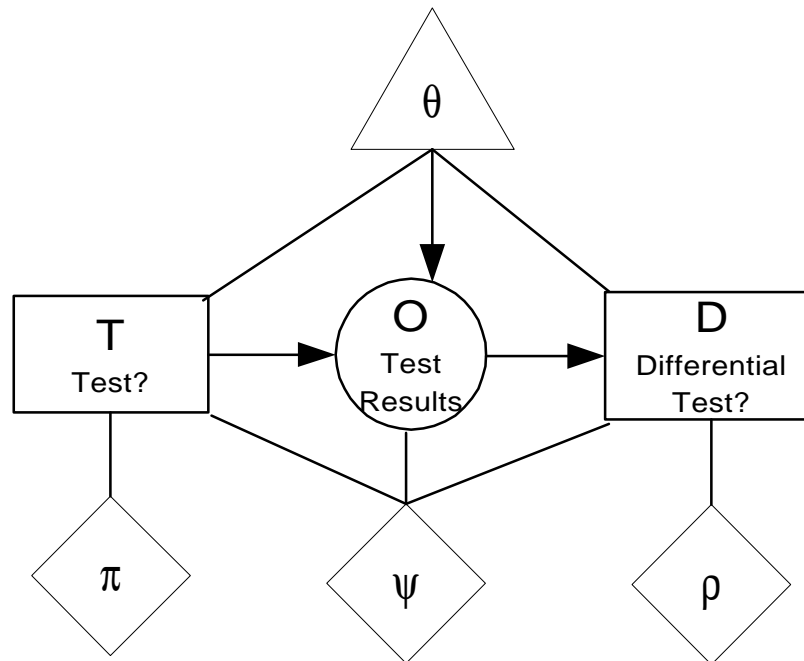 θ
T
Test?
O
Test
Results
D
Differential
Test?
π
ψ
ρ